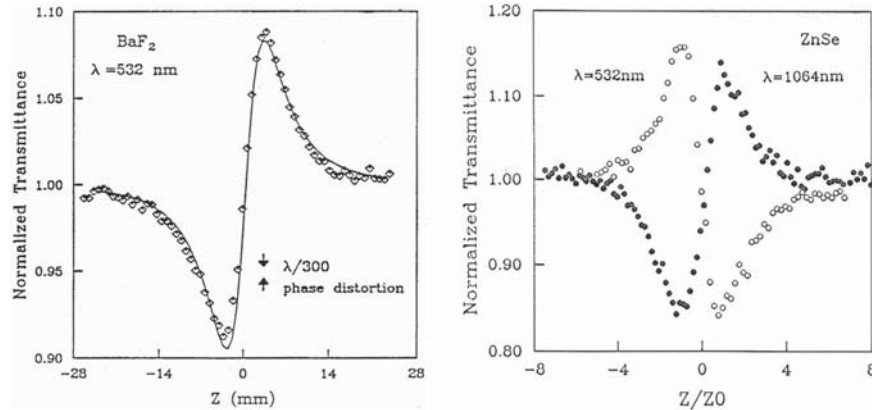 BaF₂
λ = 532 nm
λ/300
phase distortion
Normalized Transmittance
1.10
1.05
1.00
0.95
0.90
-28
-14
0
14
28
Z (mm)
ZnSe
λ=532nm
λ=1064nm
Normalized Transmittance
1.20
1.10
1.00
0.90
0.80
-8
-4
0
4
8
Z/Z0